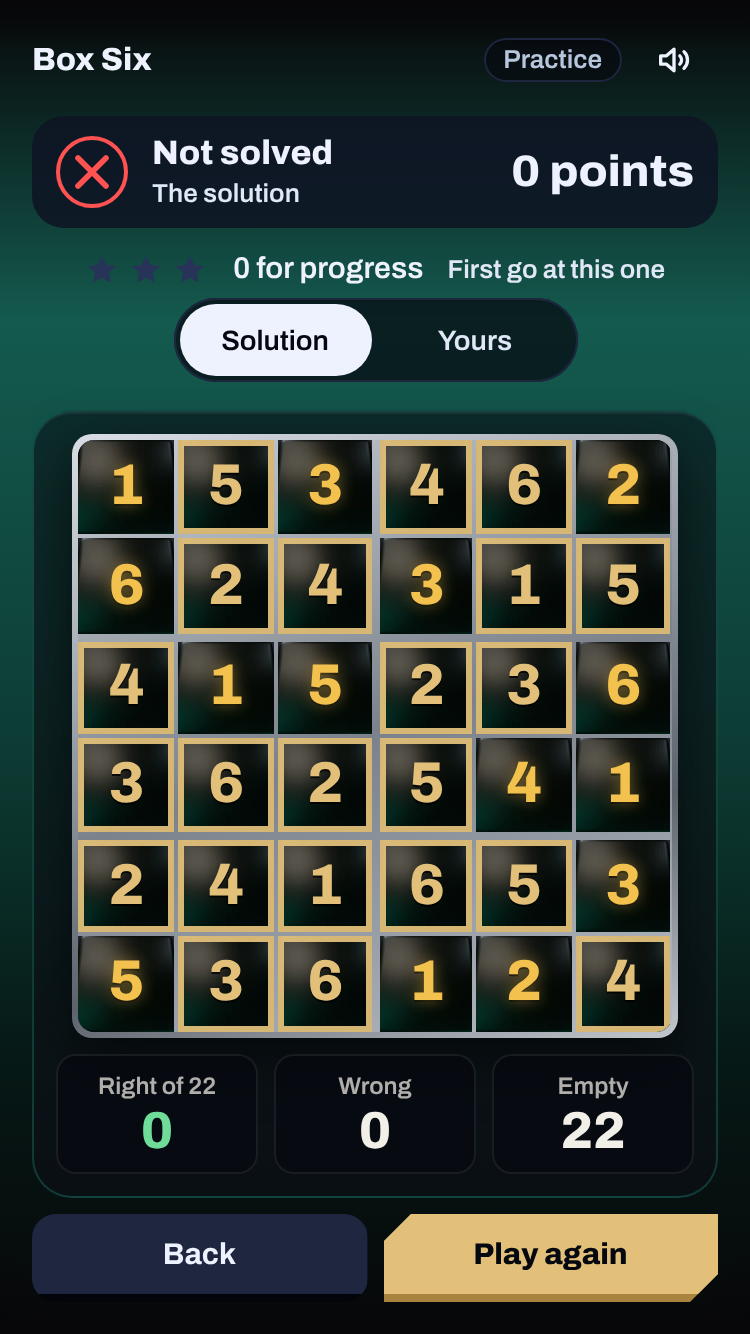 Box Six
Practice
Not solved
The solution
0 points
0 for progress
First go at this one
Solution
Yours
1 5 3 4 6 2
6 2 4 3 1 5
4 1 5 2 3 6
3 6 2 5 4 1
2 4 1 6 5 3
5 3 6 1 2 4
Right of 22
0
Wrong
0
Empty
22
Back
Play again